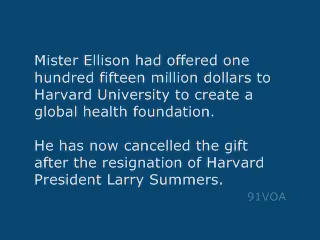 Mister Ellison had offered one
hundred fifteen million dollars to
Harvard University to create a
global health foundation.
He has now cancelled the gift
after the resignation of Harvard
President Larry Summers.
91VOA